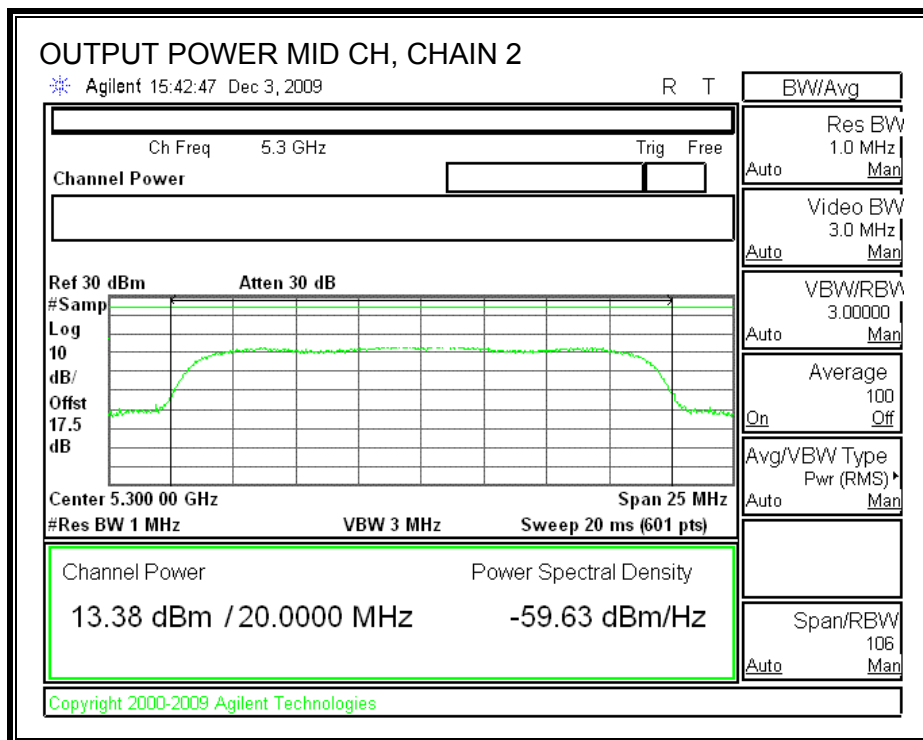 OUTPUT POWER MID CH, CHAIN 2
Agilent 15:42:47 Dec 3, 2009 R T
Ch Freq 5.3 GHz Trig Free
Channel Power
Ref 30 dBm Atten 30 dB
#Samp
Log
10
dB/
Offst
17.5
dB
Center 5.300 00 GHz Span 25 MHz
#Res BW 1 MHz VBW 3 MHz Sweep 20 ms (601 pts)
Channel Power Power Spectral Density
13.38 dBm / 20.0000 MHz -59.63 dBm/Hz
Copyright 2000-2009 Agilent Technologies
BW/Avg
Res BW
1.0 MHz
Auto Man
Video BW
3.0 MHz
Auto Man
VBW/RBW
3.00000
Auto Man
Average
100
On Off
Avg/VBW Type
Pwr (RMS)
Auto Man
Span/RBW
106
Auto Man